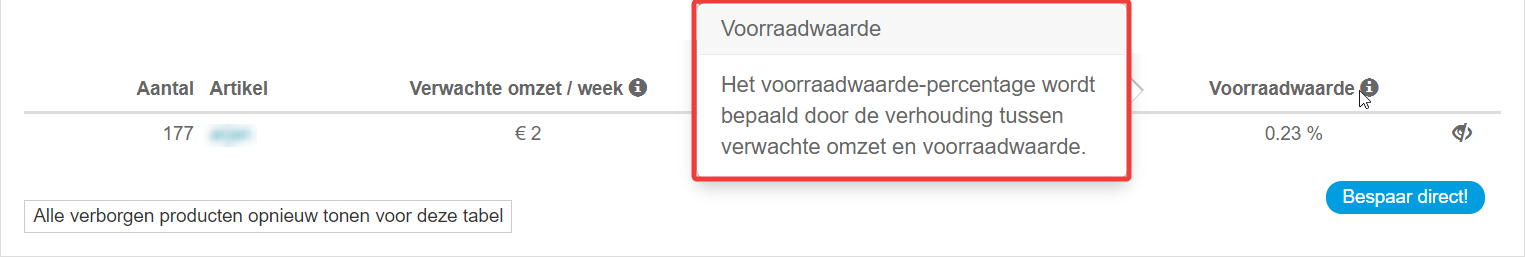 Voorraadwaarde
Het voorraadwaarde-percentage wordt
bepaald door de verhouding tussen
verwachte omzet en voorraadwaarde.
Aantal Artikel Verwachte omzet / week Voorraadwaarde
177 € 2 0.23 %
Alle verborgen producten opnieuw tonen voor deze tabel
Bespaar direct!